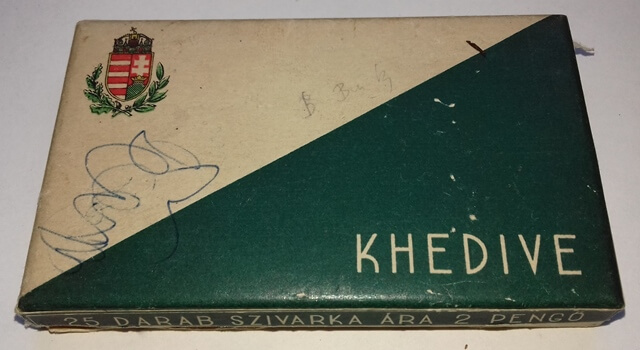 KHEDIVE
25 DARAB SZIVARKA ÁRA 2 PENGŐ